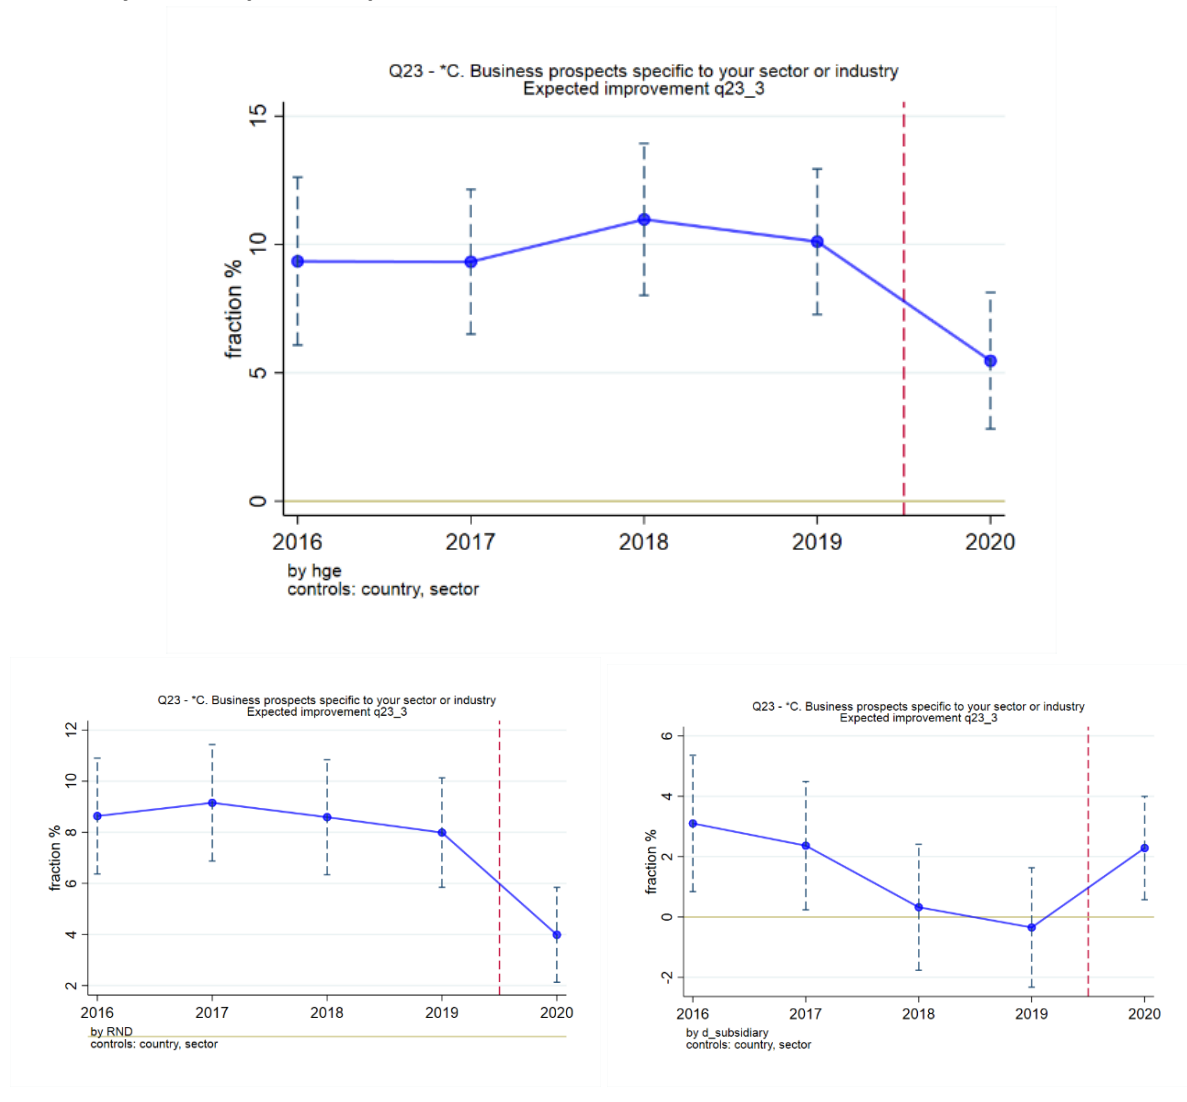 Q23 - *C. Business prospects specific to your sector or industry
Expected improvement q23_3
15
10
5
0
fraction %
2016 2017 2018 2019 2020
by hge
controls: country, sector
Q23 - *C. Business prospects specific to your sector or industry
Expected improvement q23_3
12
10
8
6
4
2
fraction %
2016 2017 2018 2019 2020
by RND
controls: country, sector
Q23 - *C. Business prospects specific to your sector or industry
Expected improvement q23_3
6
4
2
0
-2
fraction %
2016 2017 2018 2019 2020
by d_subsidiary
controls: country, sector